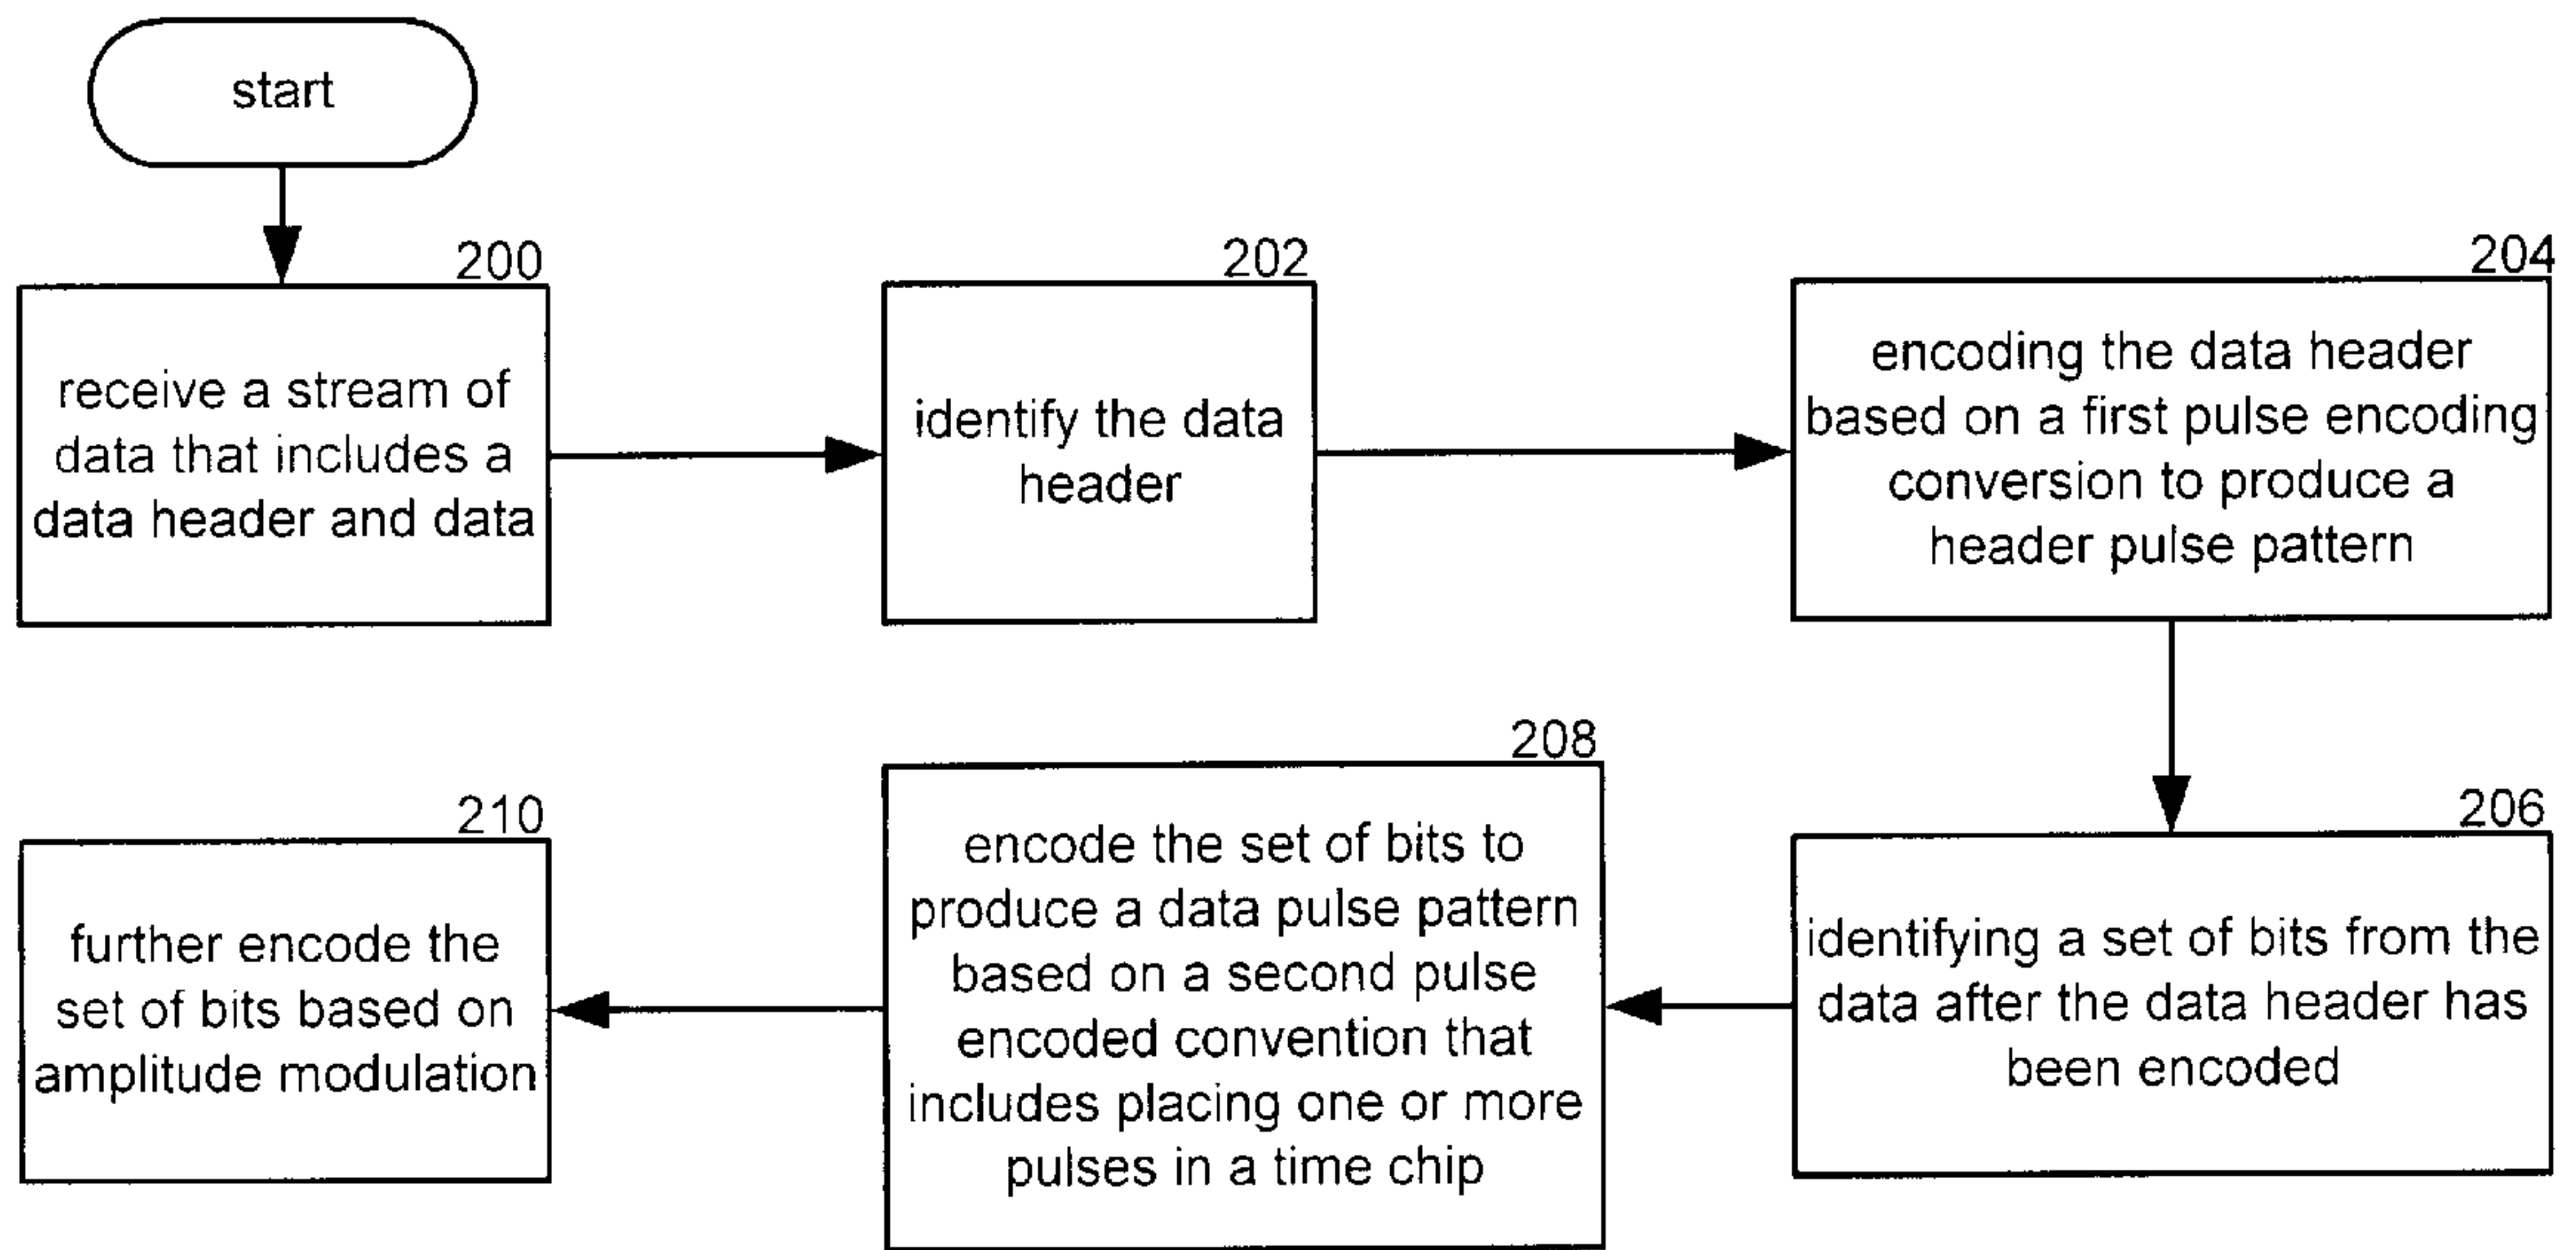 start
200
receive a stream of
data that includes a
data header and data
202
identify the data
header
204
encoding the data header
based on a first pulse encoding
conversion to produce a
header pulse pattern
206
identifying a set of bits from the
data after the data header has
been encoded
208
encode the set of bits to
produce a data pulse pattern
based on a second pulse
encoded convention that
includes placing one or more
pulses in a time chip
210
further encode the
set of bits based on
amplitude modulation